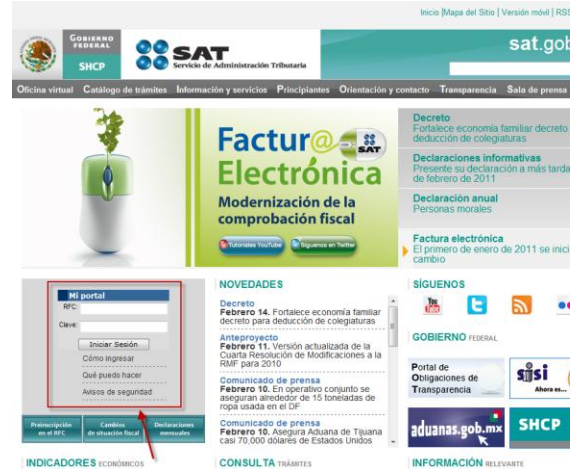 Inicio |Mapa del Sitio | Versión móvil | RSS
GOBIERNO
FEDERAL
SHCP
SAT
Servicio de Administración Tributaria
sat.gob
Oficina virtual Catálogo de trámites Información y servicios Principiantes Orientación y contacto Transparencia Sala de prensa
Factur@
SAT
Electrónica
Modernización de la
comprobación fiscal
Tutoriales YouTube
Síguenos en Twitter
Decreto
Fortalece economía familiar decreto
deducción de colegiaturas
Declaraciones informativas
Presente su declaración a más tarda
de febrero de 2011
Declaración anual
Personas morales
Factura electrónica
El primero de enero de 2011 se inici
cambio
Mi portal
RFC:
Clave:
Iniciar Sesión
Cómo ingresar
Qué puedo hacer
Avisos de seguridad
Preinscripción
en el RFC
Cambios
de situación fiscal
Declaraciones
mensuales
INDICADORES ECONÓMICOS
NOVEDADES
Decreto
Febrero 14. Fortalece economía familiar
decreto para deducción de colegiaturas
Anteproyecto
Febrero 11. Versión actualizada de la
Cuarta Resolución de Modificaciones a la
RMF para 2010
Comunicado de prensa
Febrero 10. En operativo conjunto se
aseguran alrededor de 15 toneladas de
ropa usada en el DF
Comunicado de prensa
Febrero 10. Asegura Aduana de Tijuana
casi 70,000 dólares de Estados Unidos
CONSULTA TRÁMITES
SÍGUENOS
You
Tube
GOBIERNO FEDERAL
Portal de
Obligaciones de
Transparencia
sisi
Ahora es...
aduanas.gob.mx
SHCP
INFORMACIÓN RELEVANTE